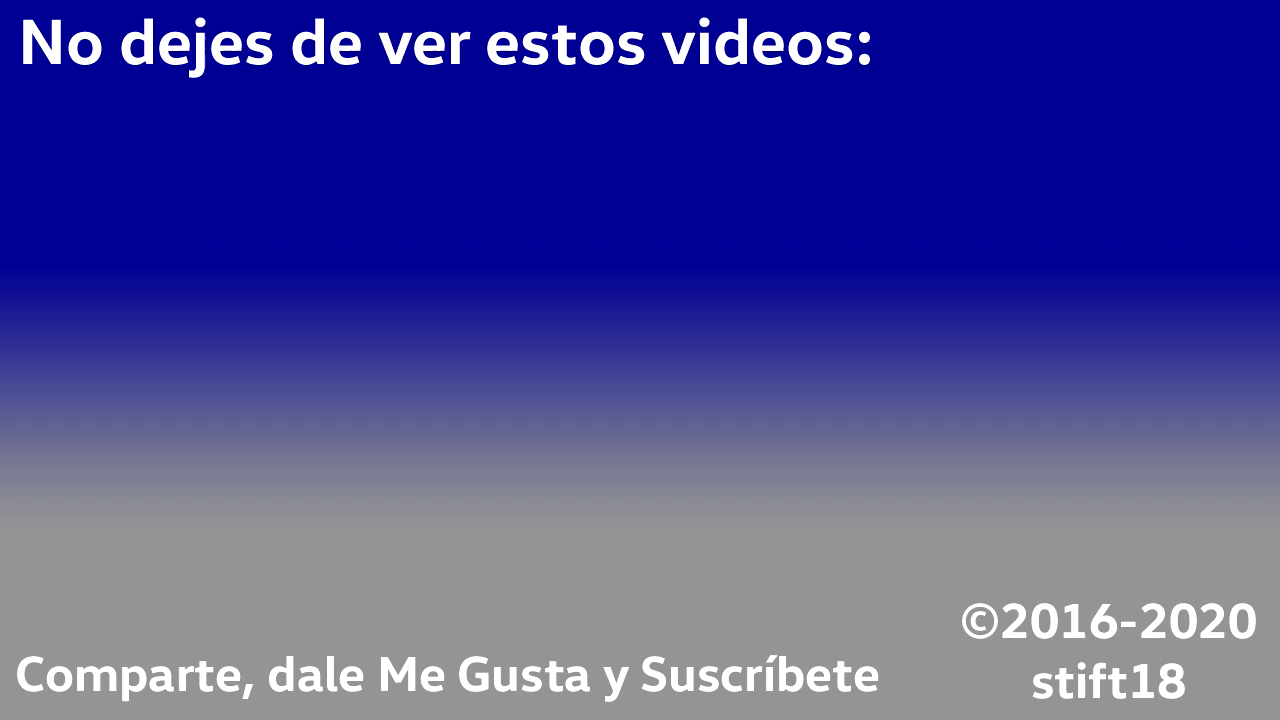 No dejes de ver estos videos:
©2016-2020
Comparte, dale Me Gusta y Suscríbete
stift18